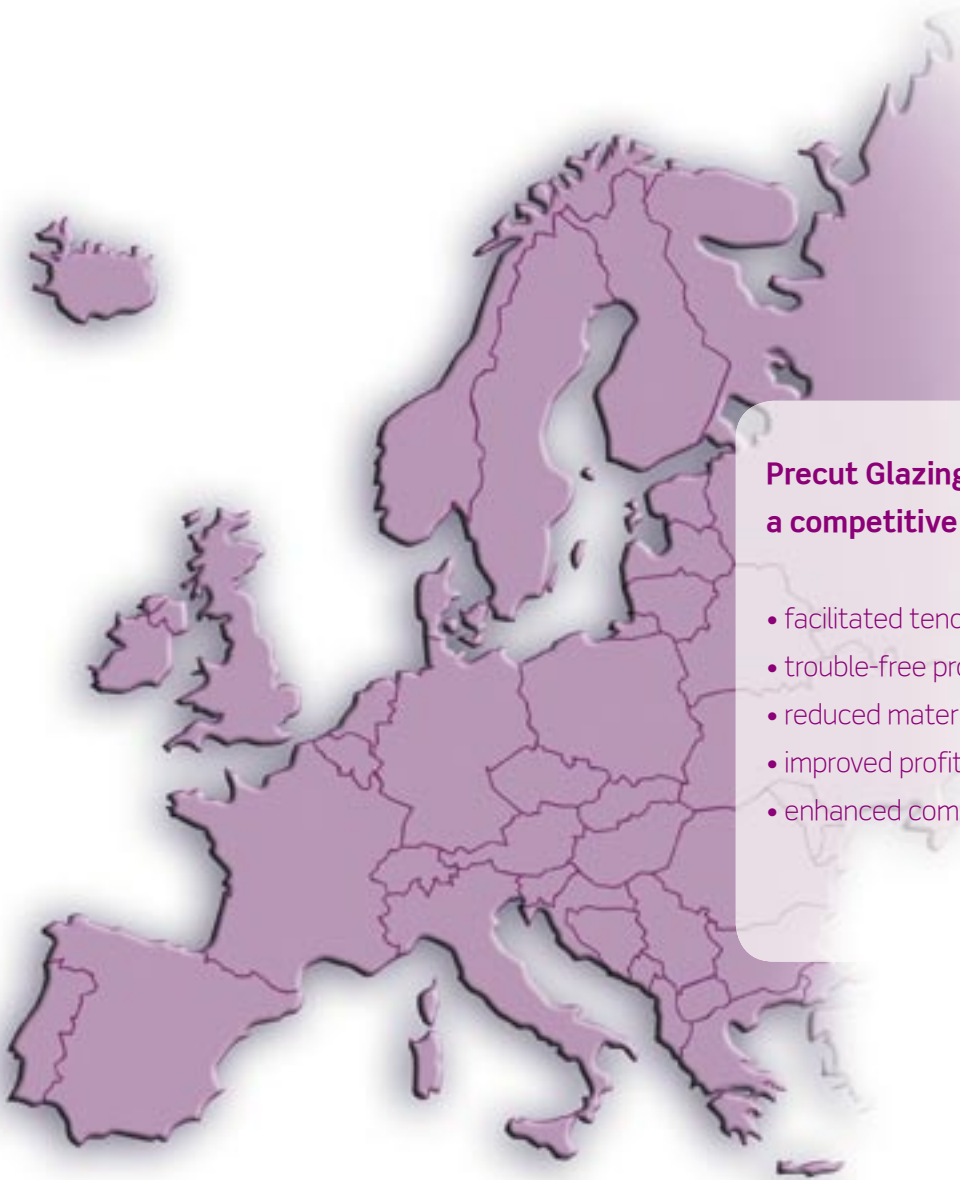 Precut Glazing
a competitive
• facilitated tend
• trouble-free pro
• reduced mater
• improved profit
• enhanced com